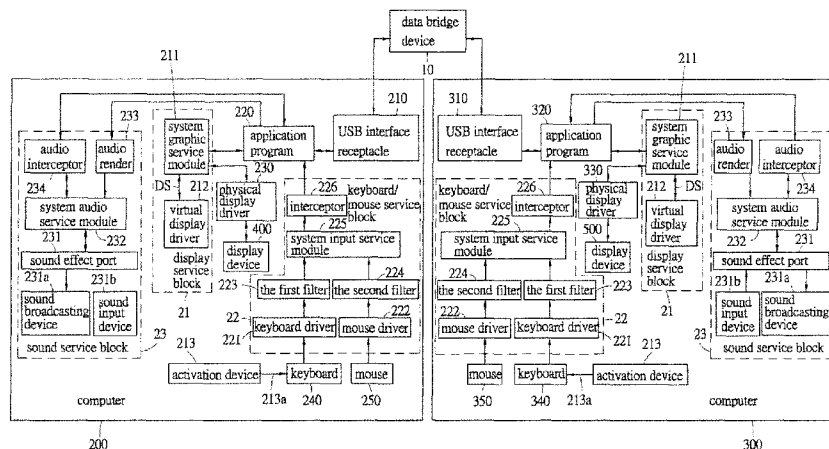 data bridge
device
10
211
233
220
210
system
graphic
service
module
application
program
USB interface
receptacle
audio
interceptor
audio
render
234
230
DS
212
physical
display
driver
226
keyboard/
mouse service
block
interceptor
225
system audio
service module
virtual
display
driver
400
system input service
module
231
232
sound effect port
display
service
block
display
device
224
231a
231b
223
the first filter
the second filter
sound
broadcasting
device
sound
input
device
21
22
222
keyboard driver
mouse driver
23
213
221
sound service block
activation device
keyboard
mouse
213a
240
250
computer
200
310
320
233
211
USB interface
receptacle
application
program
system
graphic
service
module
audio
render
audio
interceptor
330
234
keyboard/
mouse service
block
226
interceptor
physical
display
driver
212
DS
225
system input service
module
500
virtual
display
driver
system audio
service module
232
231
224
display
device
display
service
block
sound effect port
the second filter
the first filter
223
231b
231a
222
22
21
sound
input
device
sound
broadcasting
device
mouse driver
keyboard driver
221
213
23
sound service block
mouse
keyboard
activation device
350
340
213a
computer
300